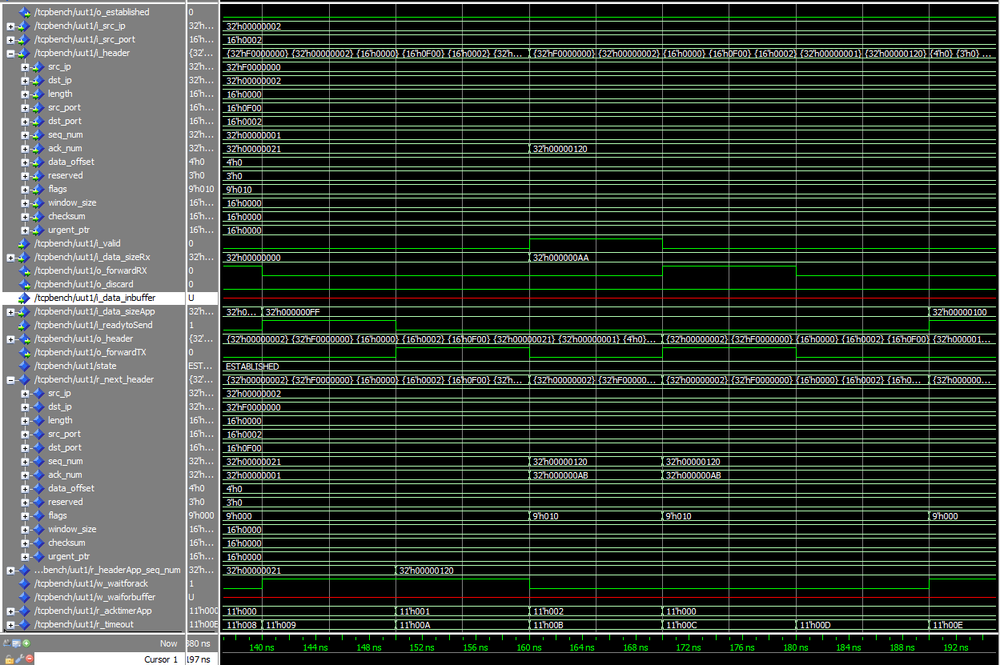 /tcpbench/uut1/o_established 0
/tcpbench/uut1/i_src_ip 32'h... 32'h00000002
/tcpbench/uut1/i_src_port 16'h... 16'h0002
/tcpbench/uut1/i_header {32'... {32'hF0000000} {32'h00000002} {16'h0000} {16'h0F00} {16'h0002} {32'h... {32'hF0000000} {32'h00000002} {16'h0000} {16'h0F00} {16'h0002} {32'h00000001} {32'h00000120} {4'h0} {3'h0} ...
src_ip 32'h... 32'hF0000000
dst_ip 32'h... 32'h00000002
length 16'h... 16'h0000
src_port 16'h... 16'h0F00
dst_port 16'h... 16'h0002
seq_num 32'h... 32'h00000001
ack_num 32'h... 32'h00000021 32'h00000120
data_offset 4'h0 4'h0
reserved 3'h0 3'h0
flags 9'h010 9'h010
window_size 16'h... 16'h0000
checksum 16'h... 16'h0000
urgent_ptr 16'h... 16'h0000
/tcpbench/uut1/i_valid 0
/tcpbench/uut1/i_data_sizeRx 32'h... 32'h00000000 32'h000000AA
/tcpbench/uut1/o_forwardRX 0
/tcpbench/uut1/o_discard 0
/tcpbench/uut1/i_data_inbuffer U
/tcpbench/uut1/i_data_sizeApp 32'h... 32'h0... 32'h000000FF 32'h00000100
/tcpbench/uut1/i_readytoSend 1
/tcpbench/uut1/o_header {32'... {32'h00000002} {32'hF0000000} {16'h0000} {16'h0002} {16'h0F00} {32'h00000021} {32'h00000001} {4'h0}... {32'h00000002} {32'hF0000000} {16'h0000} {16'h0002} {16'h0F00} {32'h000001...
/tcpbench/uut1/o_forwardTX 0
/tcpbench/uut1/state EST... ESTABLISHED
/tcpbench/uut1/r_next_header {32'... {32'h00000002} {32'hF0000000} {16'h0000} {16'h0002} {16'h0F00} {32'h... {32'h00000002} {32'hF00000... {32'h00000002} {32'hF0000000} {16'h0000} {16'h0002} {16'h0... {32'h000000...
src_ip 32'h... 32'h00000002
dst_ip 32'h... 32'hF0000000
length 16'h... 16'h0000
src_port 16'h... 16'h0002
dst_port 16'h... 16'h0F00
seq_num 32'h... 32'h00000021 32'h00000120 32'h00000120
ack_num 32'h... 32'h00000001 32'h000000AB 32'h000000AB
data_offset 4'h0 4'h0
reserved 3'h0 3'h0
flags 9'h000 9'h000 9'h010 9'h010 9'h000
window_size 16'h... 16'h0000
checksum 16'h... 16'h0000
urgent_ptr 16'h... 16'h0000
...bench/uut1/r_headerApp_seq_num 32'h... 32'h00000021 32'h00000120
/tcpbench/uut1/w_waitforack 1
/tcpbench/uut1/w_waiforbuffer U
/tcpbench/uut1/r_acktimerApp 11'h000 11'h000 11'h001 11'h002 11'h000
/tcpbench/uut1/r_timeout 11'h00E 11'h008 11'h009 11'h00A 11'h00B 11'h00C 11'h00D 11'h00E
Now 380 ns 140 ns 144 ns 148 ns 152 ns 156 ns 160 ns 164 ns 168 ns 172 ns 176 ns 180 ns 184 ns 188 ns 192 ns
Cursor 1 197 ns